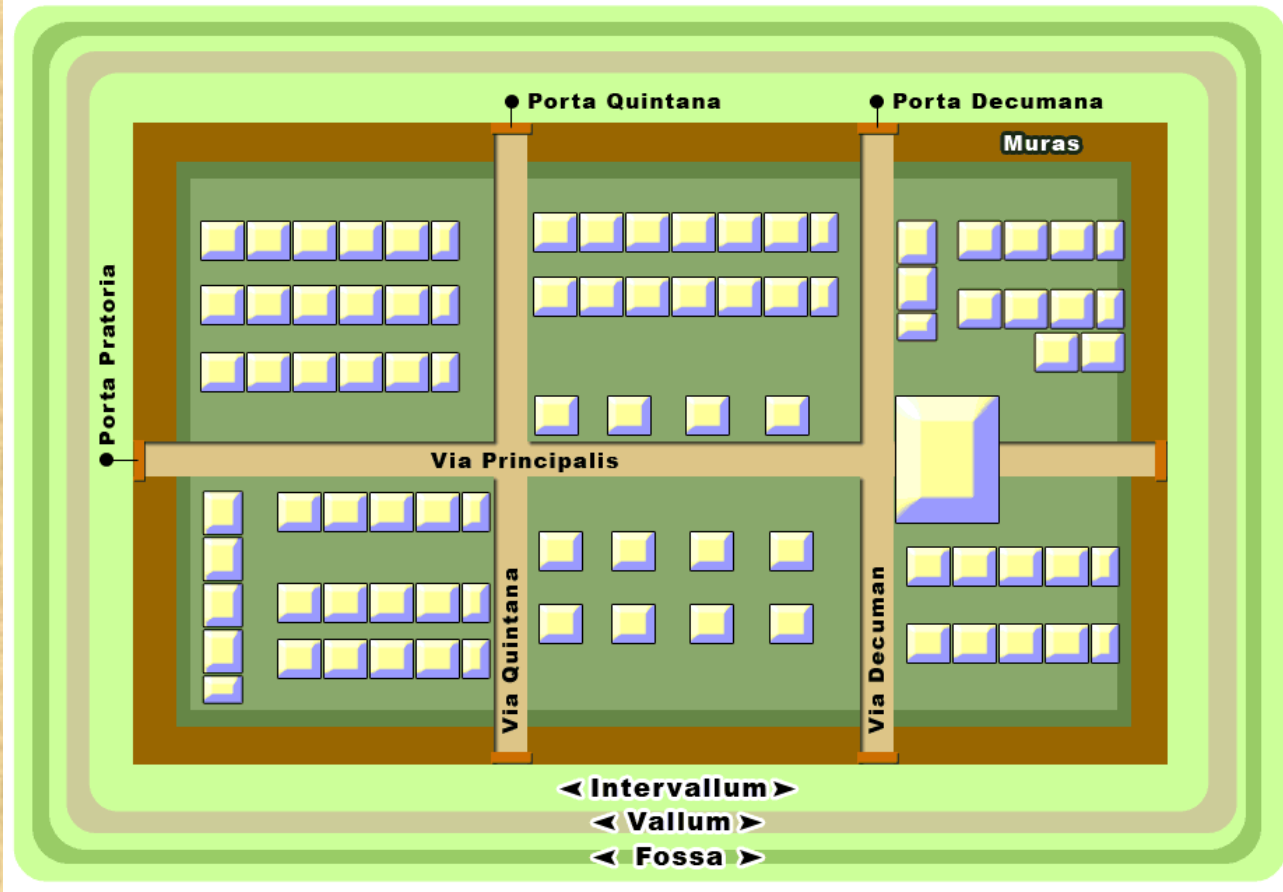 Porta Quintana
Porta Decumana
Muras
Porta Pratoria
Via Principalis
Via Quintana
Via Decuman
Intervallum
Vallum
Fossa